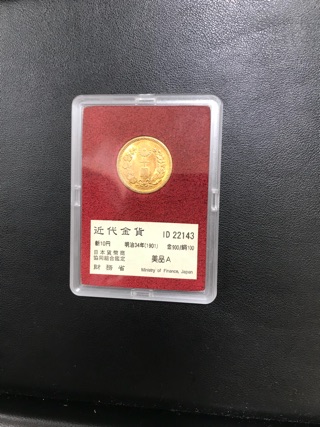 近代金貨 ID 22143
新10円 明治34年(1901) 金900/銅100
日本貨幣商
協同組合鑑定 美品A
財務省 Ministry of Finance, Japan